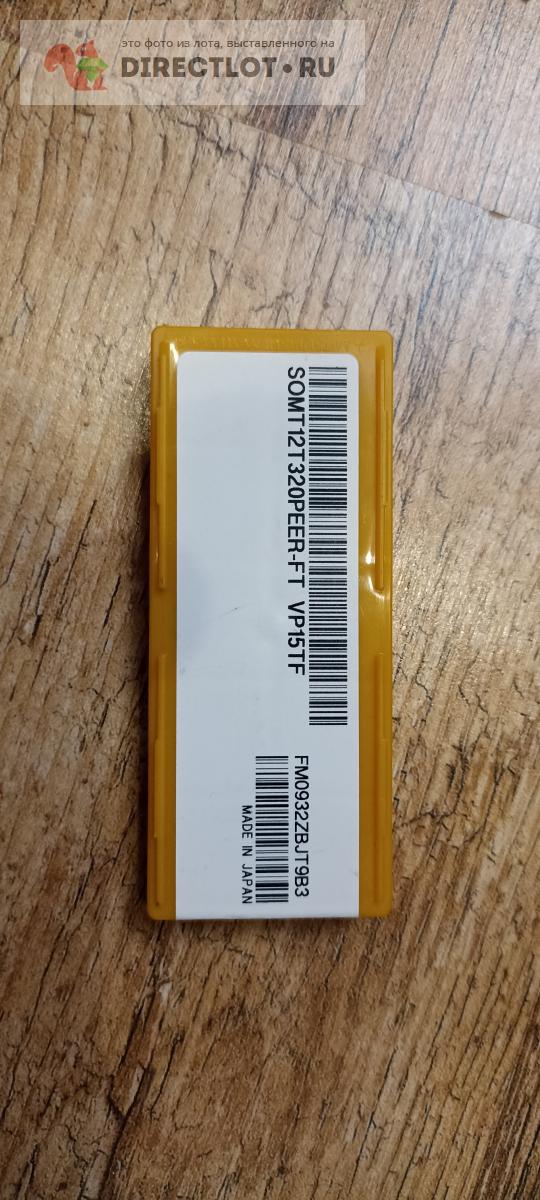 это фото из лота, выставленного на
DIRECTLOT•RU
SOMT12T320PEER-FT VP15TF
FM0932ZBJT9B3
MADE IN JAPAN